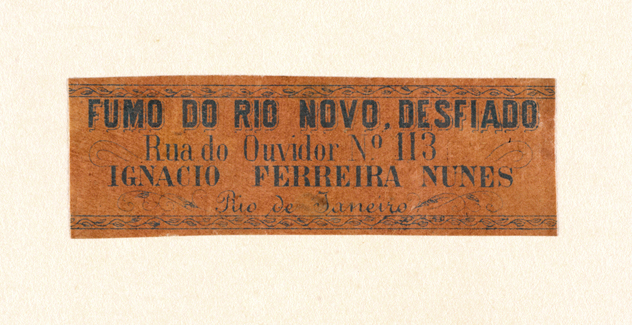 FUMO DO RIO NOVO, DESFIADO
Rua do Ouvidor Nº 113
IGNACIO FERREIRA NUNES
Rio de Janeiro